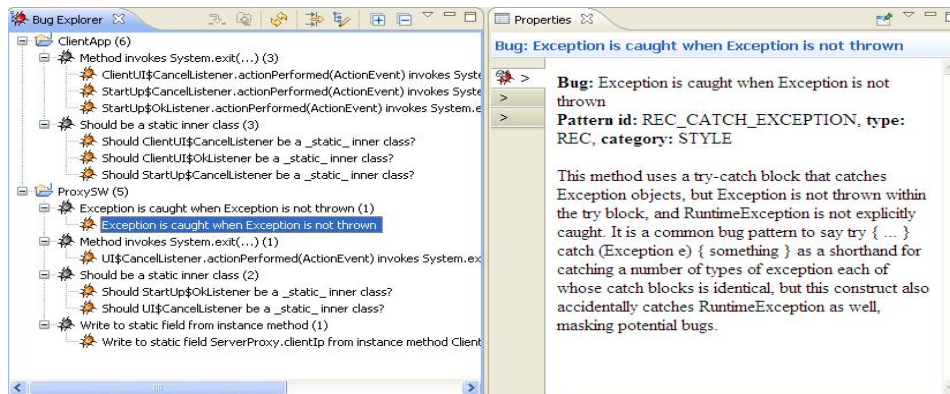 Bug Explorer
ClientApp (6)
Method invokes System.exit(...) (3)
ClientUI$CancelListener.actionPerformed(ActionEvent) invokes Syste
StartUp$CancelListener.actionPerformed(ActionEvent) invokes Syste
StartUp$OkListener.actionPerformed(ActionEvent) invokes System.e
Should be a static inner class (3)
Should ClientUI$CancelListener be a _static_ inner class?
Should ClientUI$OkListener be a _static_ inner class?
Should StartUp$CancelListener be a _static_ inner class?
ProxySW (5)
Exception is caught when Exception is not thrown (1)
Exception is caught when Exception is not thrown
Method invokes System.exit(...) (1)
UI$CancelListener.actionPerformed(ActionEvent) invokes System.ex
Should be a static inner class (2)
Should StartUp$OkListener be a _static_ inner class?
Should UI$CancelListener be a _static_ inner class?
Write to static field from instance method (1)
Write to static field ServerProxy.clientIp from instance method Client
Properties
Bug: Exception is caught when Exception is not thrown
>
>
>
Bug: Exception is caught when Exception is not
thrown
Pattern id: REC_CATCH_EXCEPTION, type:
REC, category: STYLE
This method uses a try-catch block that catches
Exception objects, but Exception is not thrown within
the try block, and RuntimeException is not explicitly
caught. It is a common bug pattern to say try { ... }
catch (Exception e) { something } as a shorthand for
catching a number of types of exception each of
whose catch blocks is identical, but this construct also
accidentally catches RuntimeException as well,
masking potential bugs.